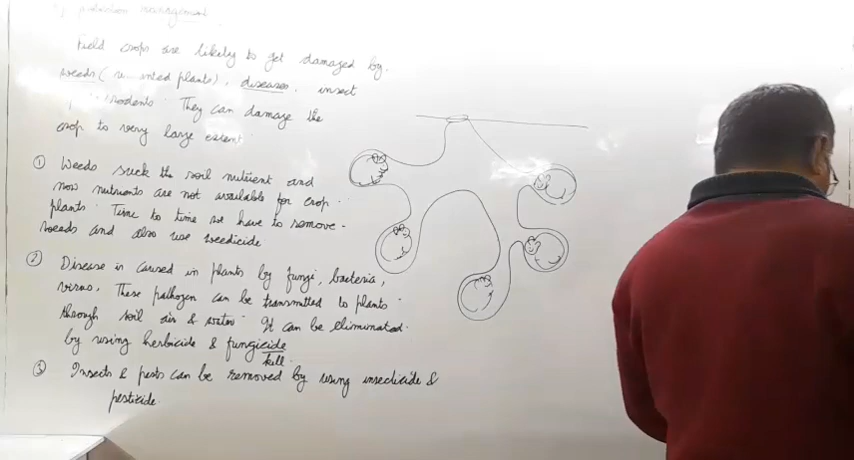 protection management
Field crops are likely to get damaged by
weeds ( nted plants), diseases, insect
rodents. They can damage the
crop to very large extent
① Weeds suck the soil nutrient and
now nutrients are not available for crop
plants. Time to time we have to remove
weeds and also use weedicide
② Disease is caused in plants by fungi, bacteria,
virus. These pathogen can be transmitted to plants
through soil air & water. It can be eliminated.
by using herbicide & fungicide
kill.
③ Insects & pests can be removed by using insecticide &
pesticide.